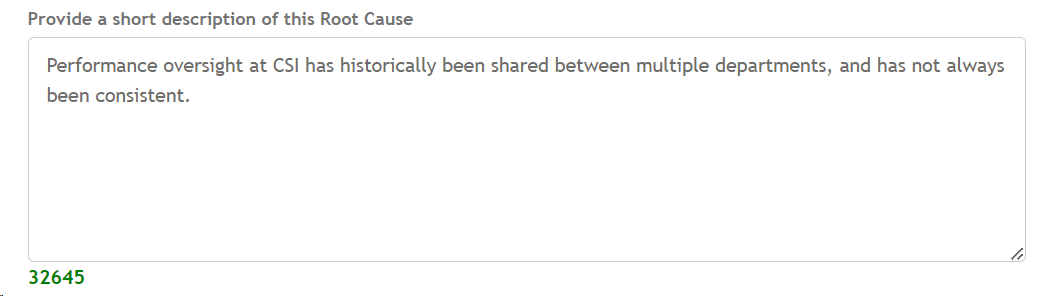 Provide a short description of this Root Cause
Performance oversight at CSI has historically been shared between multiple departments, and has not always
been consistent.
32645